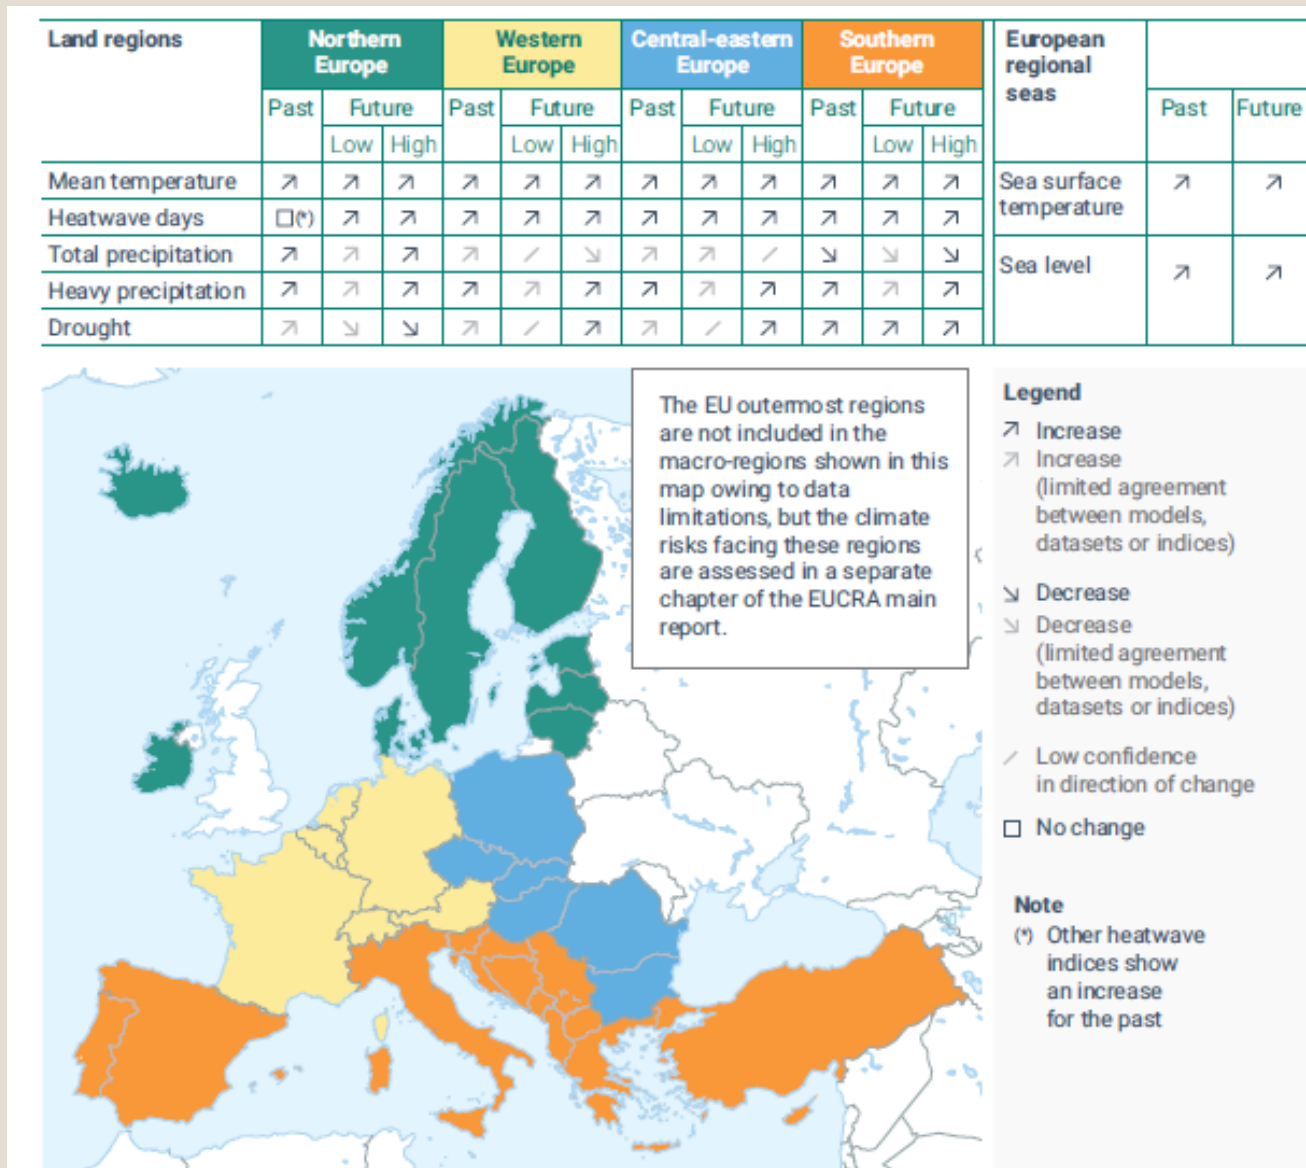 Land regions
Northern
Europe
Western
Europe
Central-eastern
Europe
Southern
Europe
European
regional
seas
Past Future Past Future Past Future Past Future Past Future
Low High Low High Low High Low High
Mean temperature ↗ ↗ ↗ ↗ ↗ ↗ ↗ ↗ ↗ ↗ ↗ ↗
Heatwave days □(*) ↗ ↗ ↗ ↗ ↗ ↗ ↗ ↗ ↗ ↗ ↗
Total precipitation ↗ ↗ ↗ ↗ ∕ ↘ ↗ ↗ ∕ ↘ ↘ ↘
Heavy precipitation ↗ ↗ ↗ ↗ ↗ ↗ ↗ ↗ ↗ ↗ ↗ ↗
Drought ↗ ↘ ↘ ↗ ∕ ↗ ↗ ∕ ↗ ↗ ↗ ↗
Sea surface
temperature ↗ ↗
Sea level ↗ ↗
The EU outermost regions
are not included in the
macro-regions shown in this
map owing to data
limitations, but the climate
risks facing these regions
are assessed in a separate
chapter of the EUCRA main
report.
Legend
↗ Increase
↗ Increase
(limited agreement
between models,
datasets or indices)
↘ Decrease
↘ Decrease
(limited agreement
between models,
datasets or indices)
∕ Low confidence
in direction of change
□ No change
Note
(*) Other heatwave
indices show
an increase
for the past